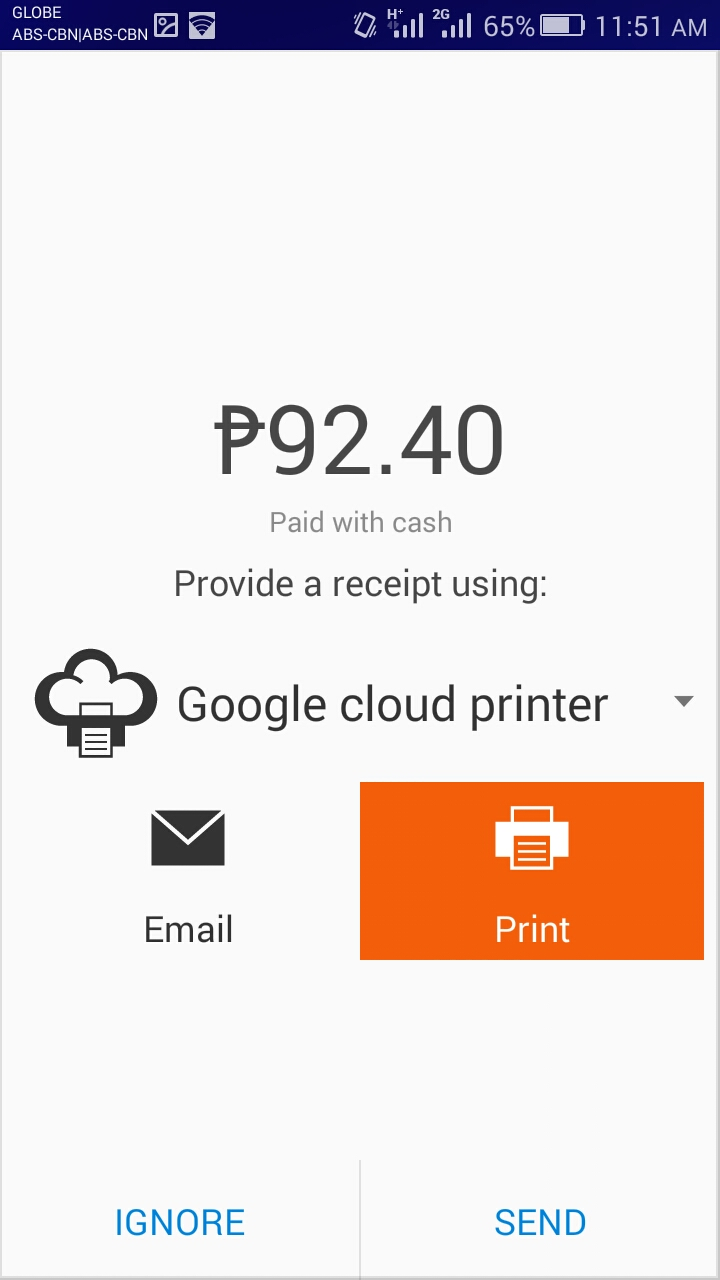 GLOBE
ABS-CBN|ABS-CBN
H+ 2G 65% 11:51 AM
₱92.40
Paid with cash
Provide a receipt using:
Google cloud printer
Email Print
IGNORE SEND